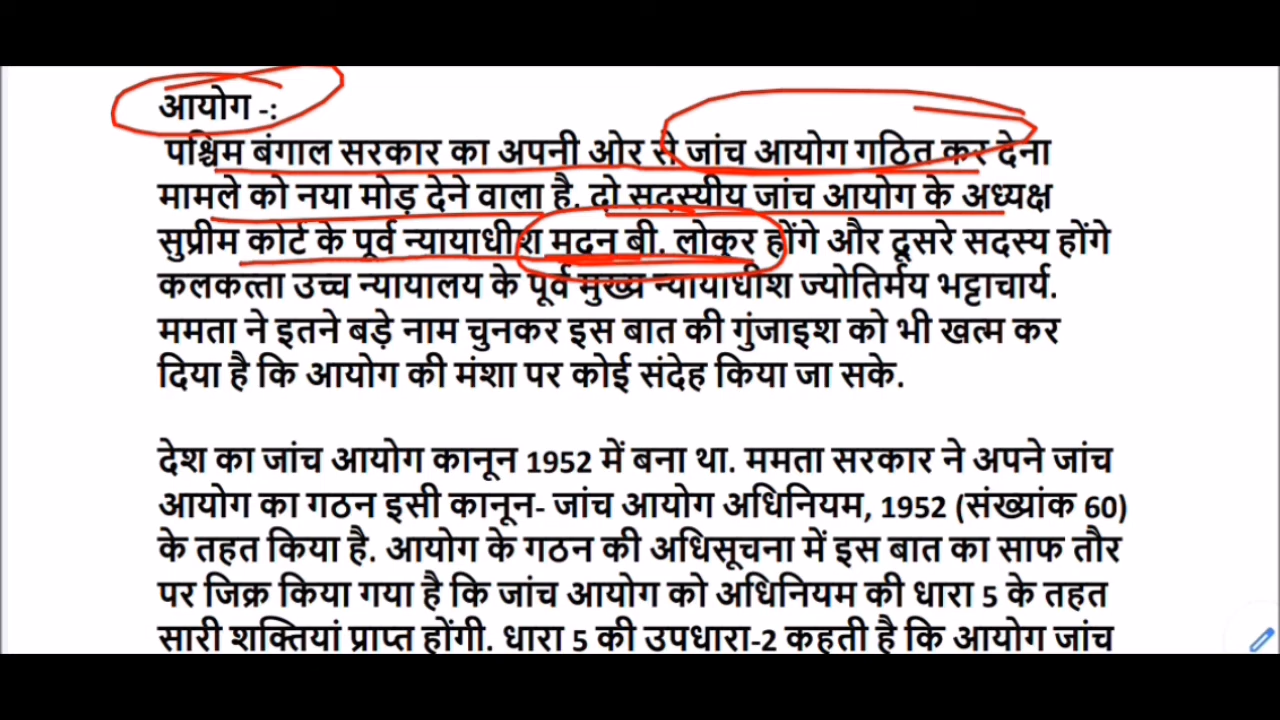 आयोग -:
पश्चिम बंगाल सरकार का अपनी ओर से जांच आयोग गठित कर देना
मामले को नया मोड़ देने वाला है. दो सदस्यीय जांच आयोग के अध्यक्ष
सुप्रीम कोर्ट के पूर्व न्यायाधीश मदन बी. लोकुर होंगे और दूसरे सदस्य होंगे
कलकत्ता उच्च न्यायालय के पूर्व मुख्य न्यायाधीश ज्योतिर्मय भट्टाचार्य.
ममता ने इतने बड़े नाम चुनकर इस बात की गुंजाइश को भी खत्म कर
दिया है कि आयोग की मंशा पर कोई संदेह किया जा सके.
देश का जांच आयोग कानून 1952 में बना था. ममता सरकार ने अपने जांच
आयोग का गठन इसी कानून- जांच आयोग अधिनियम, 1952 (संख्यांक 60)
के तहत किया है. आयोग के गठन की अधिसूचना में इस बात का साफ तौर
पर जिक्र किया गया है कि जांच आयोग को अधिनियम की धारा 5 के तहत
सारी शक्तियां प्राप्त होंगी. धारा 5 की उपधारा-2 कहती है कि आयोग जांच